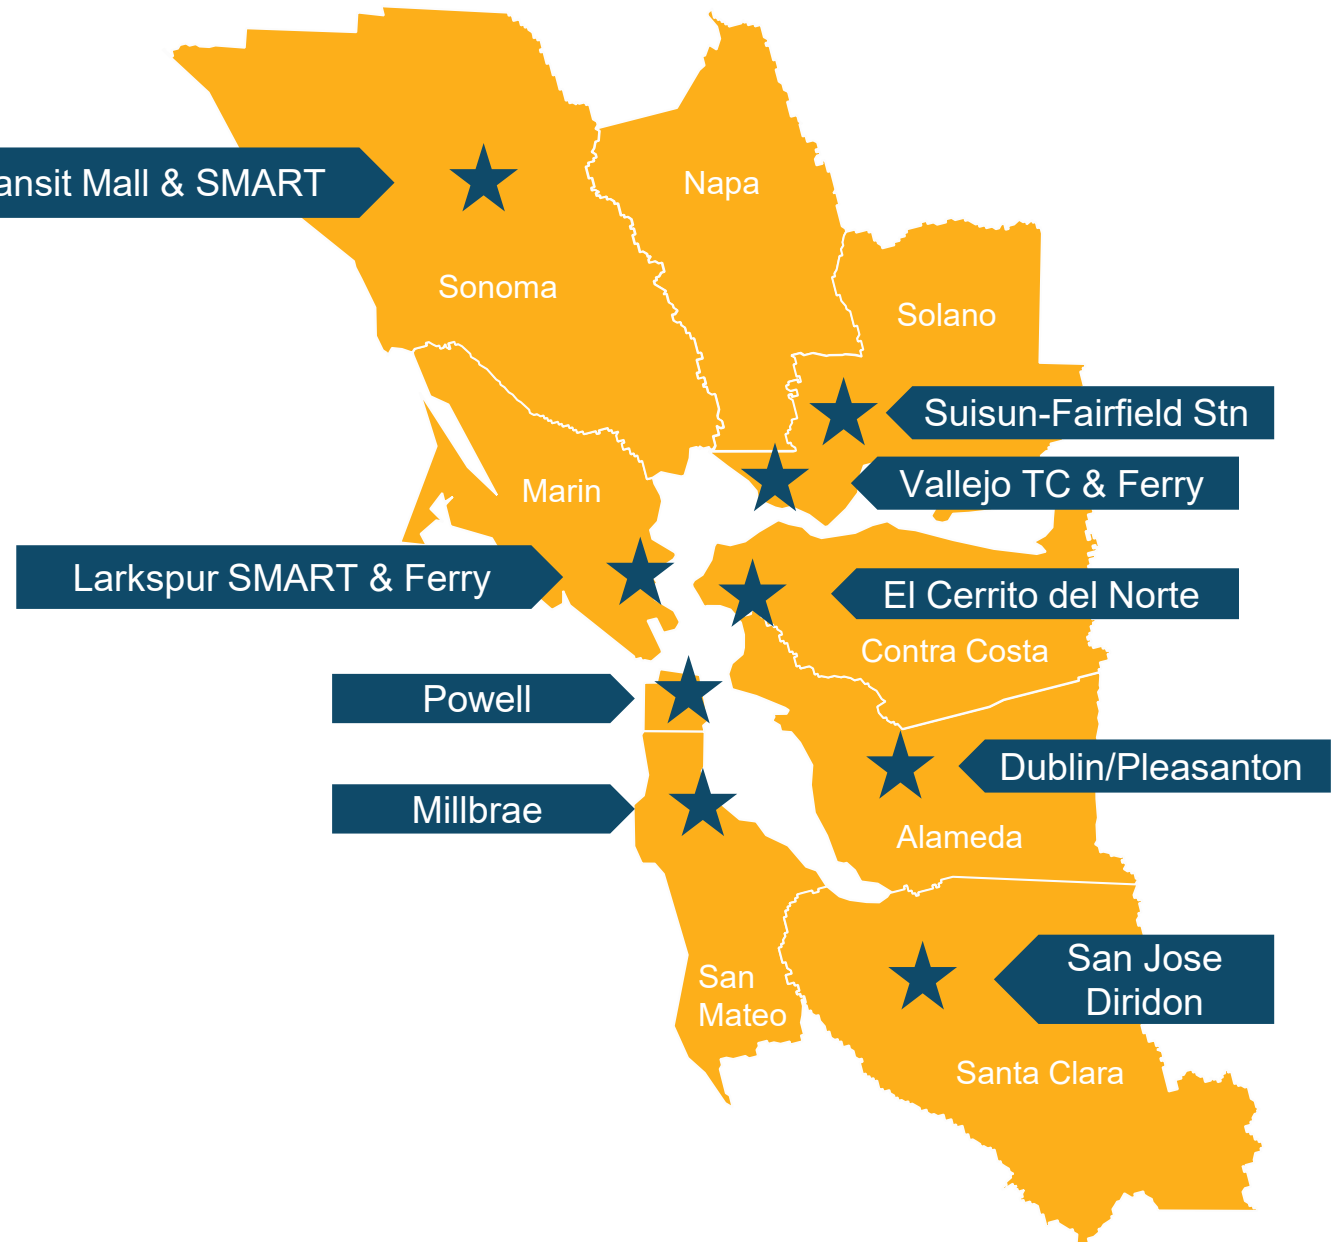 Napa
Mall & SMART
Sonoma
Solano
Suisun-Fairfield Stn
Vallejo TC & Ferry
Marin
Larkspur SMART & Ferry
El Cerrito del Norte
Contra Costa
Powell
Dublin/Pleasanton
Millbrae
Alameda
San Jose
Diridon
San
Mateo
Santa Clara